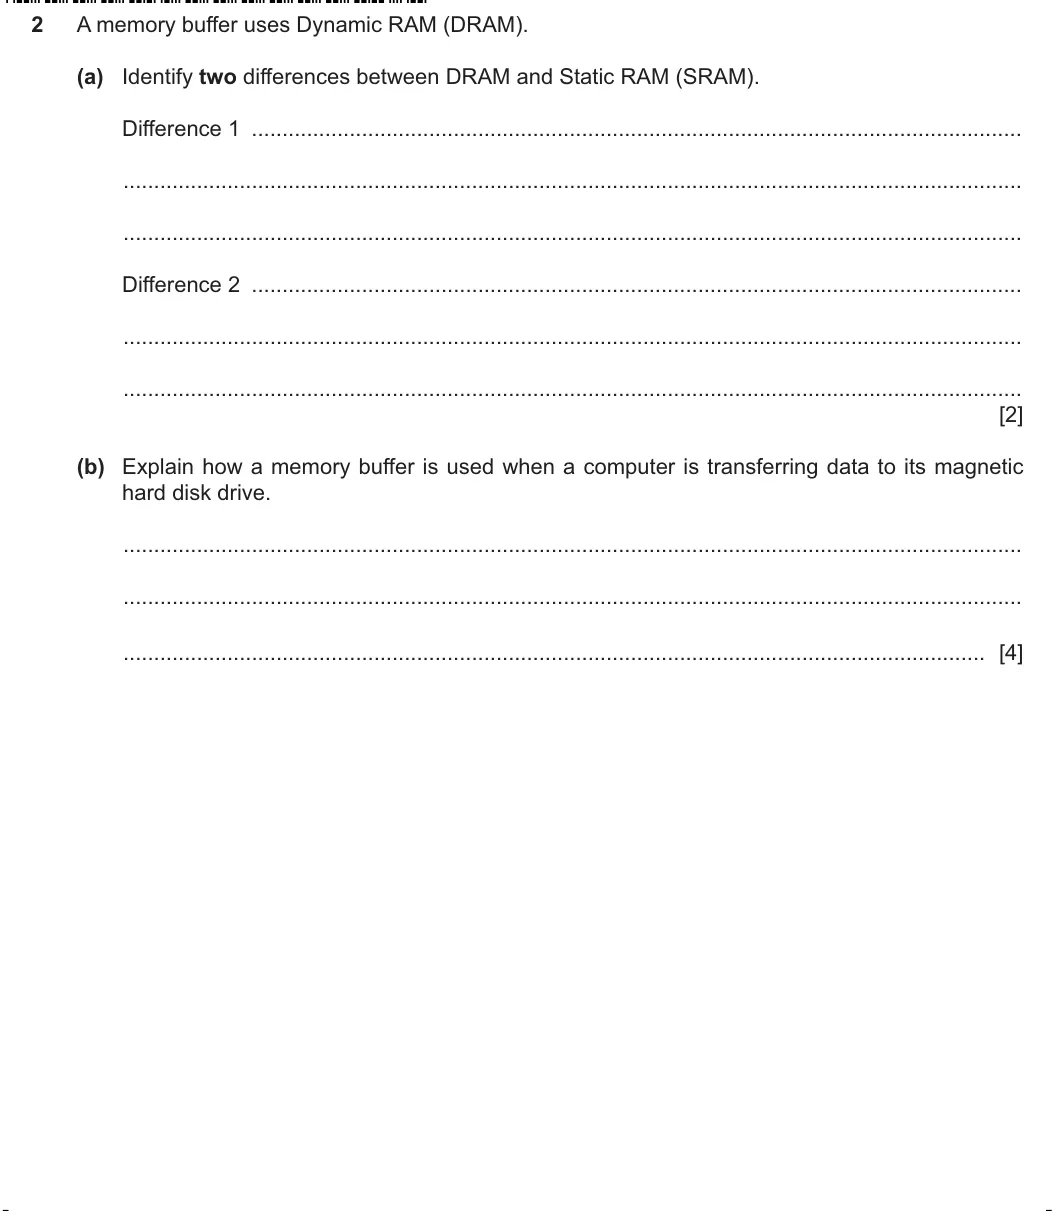 2 A memory buffer uses Dynamic RAM (DRAM).
(a) Identify two differences between DRAM and Static RAM (SRAM).
Difference 1 ..............................................................................................................................
...................................................................................................................................................
...................................................................................................................................................
Difference 2 ..............................................................................................................................
...................................................................................................................................................
...................................................................................................................................................
[2]
(b) Explain how a memory buffer is used when a computer is transferring data to its magnetic
hard disk drive.
...................................................................................................................................................
...................................................................................................................................................
............................................................................................................................................. [4]